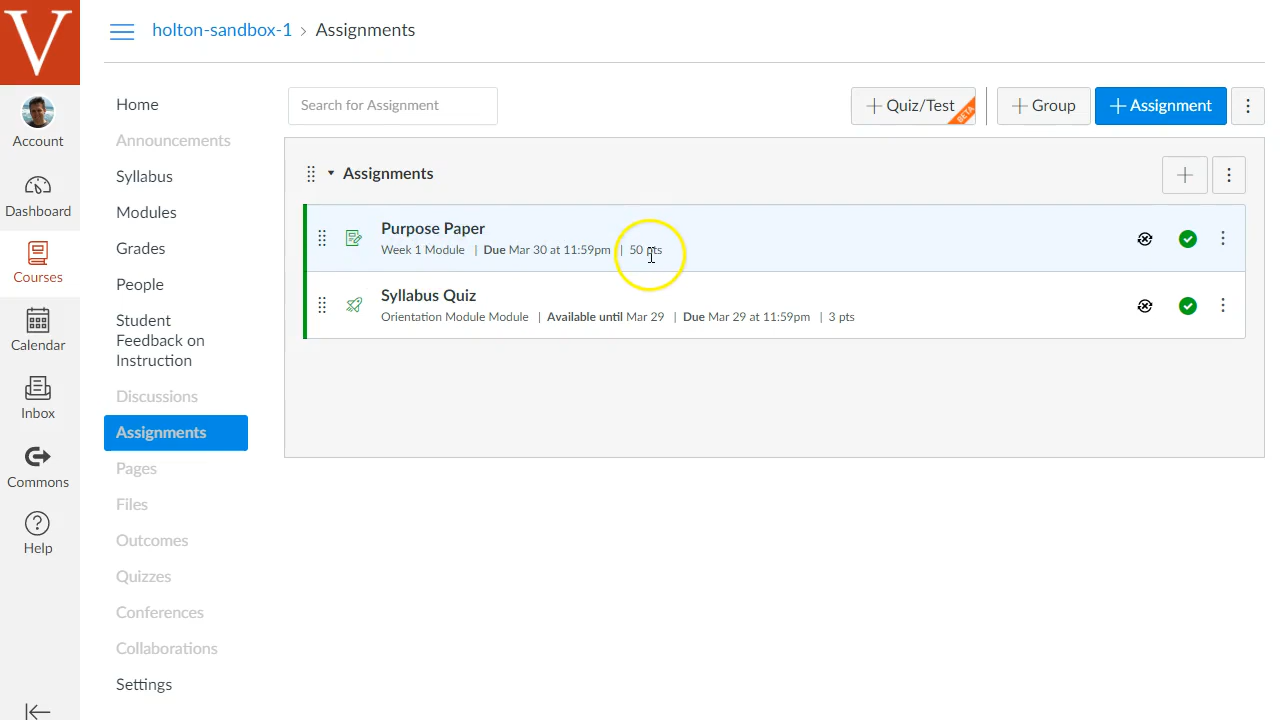 V
holton-sandbox-1 › Assignments
Account
Dashboard
Courses
Calendar
Inbox
Commons
Help
Home
Announcements
Syllabus
Modules
Grades
People
Student
Feedback on
Instruction
Discussions
Assignments
Pages
Files
Outcomes
Quizzes
Conferences
Collaborations
Settings
Search for Assignment
+ Quiz/Test BETA
+ Group
+ Assignment
Assignments
Purpose Paper
Week 1 Module | Due Mar 30 at 11:59pm | 50 pts
Syllabus Quiz
Orientation Module Module | Available until Mar 29 | Due Mar 29 at 11:59pm | 3 pts